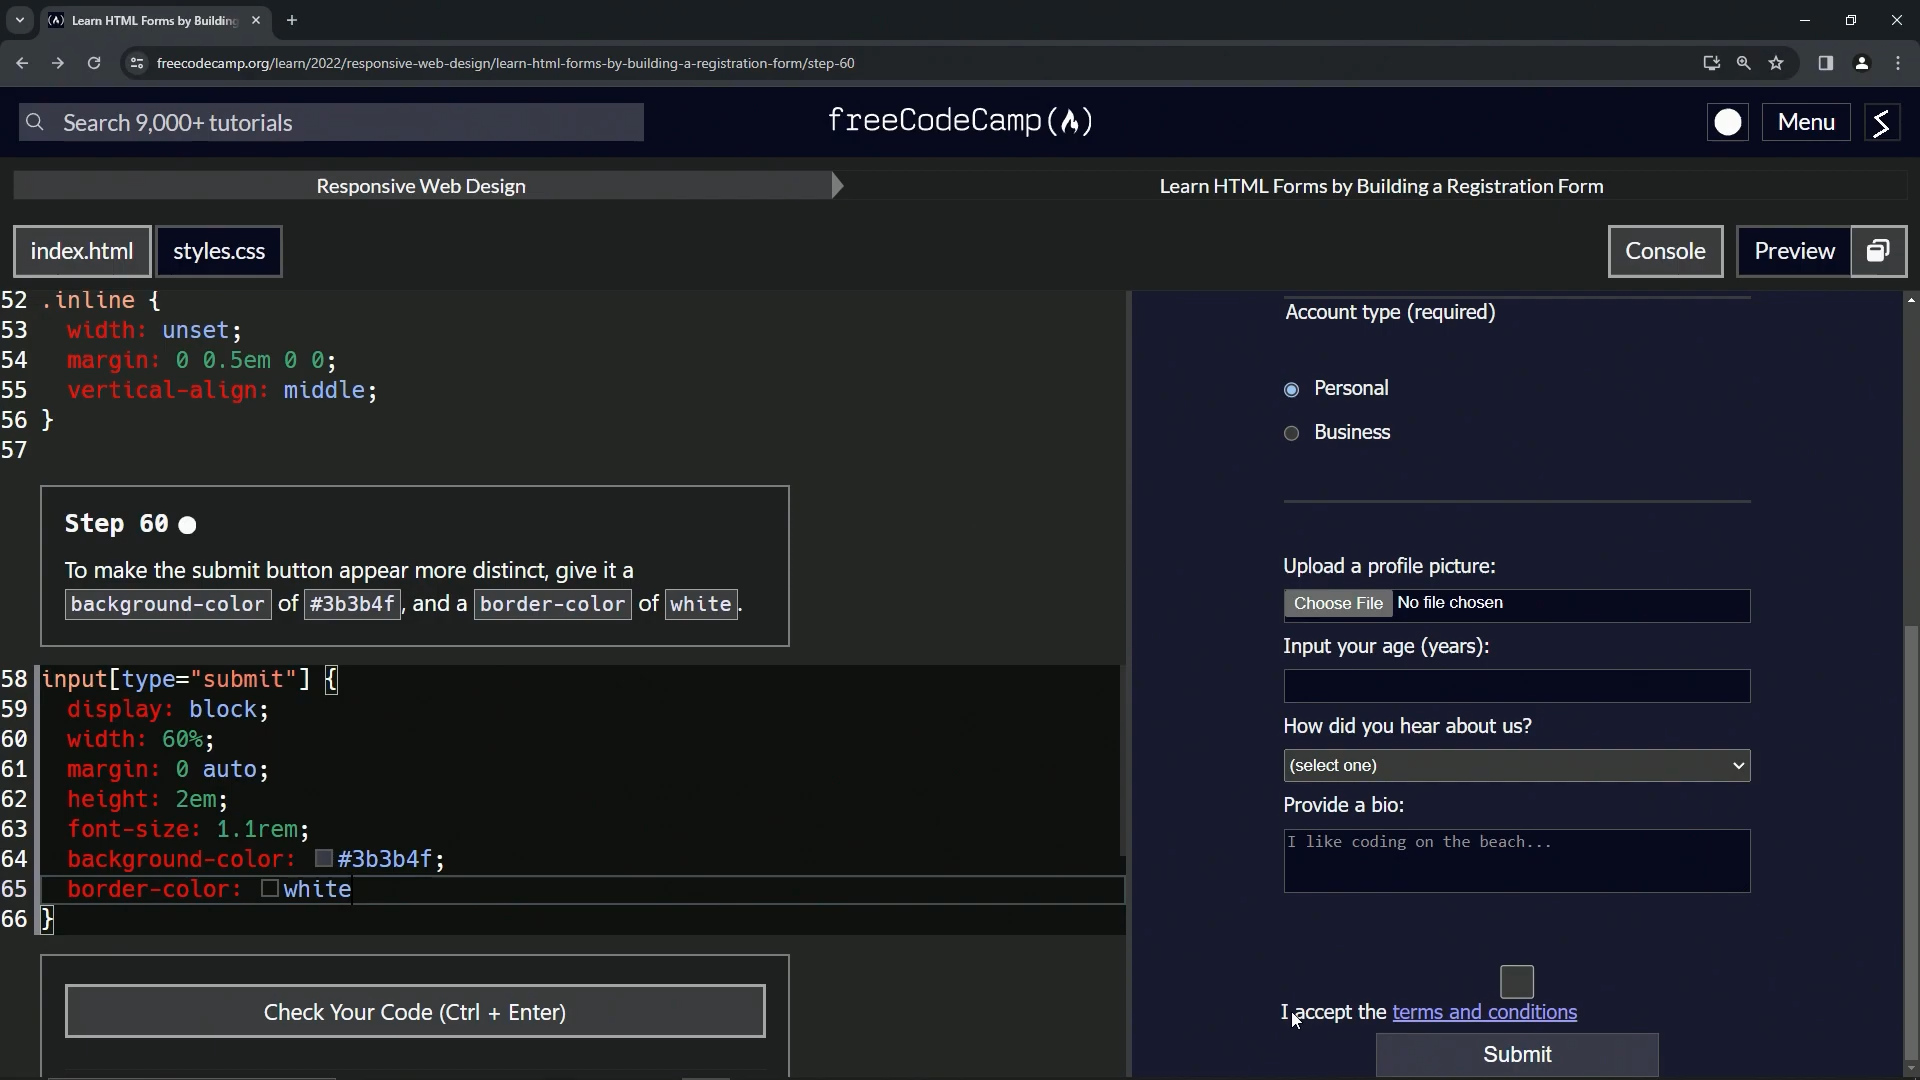 Learn HTML Forms by Building
freecodecamp.org/learn/2022/responsive-web-design/learn-html-forms-by-building-a-registration-form/step-60
Search 9,000+ tutorials
freeCodeCamp
Menu
Responsive Web Design
Learn HTML Forms by Building a Registration Form
index.html
styles.css
Console
Preview
52 .inline {
53 width: unset;
54 margin: 0 0.5em 0 0;
55 vertical-align: middle;
56 }
57
Step 60
To make the submit button appear more distinct, give it a
background-color of #3b3b4f, and a border-color of white.
58 input[type="submit"] {
59 display: block;
60 width: 60%;
61 margin: 0 auto;
62 height: 2em;
63 font-size: 1.1rem;
64 background-color: #3b3b4f;
65 border-color: white
66 }
Check Your Code (Ctrl + Enter)
Account type (required)
Personal
Business
Upload a profile picture:
Choose File No file chosen
Input your age (years):
How did you hear about us?
(select one)
Provide a bio:
I like coding on the beach...
I accept the terms and conditions
Submit